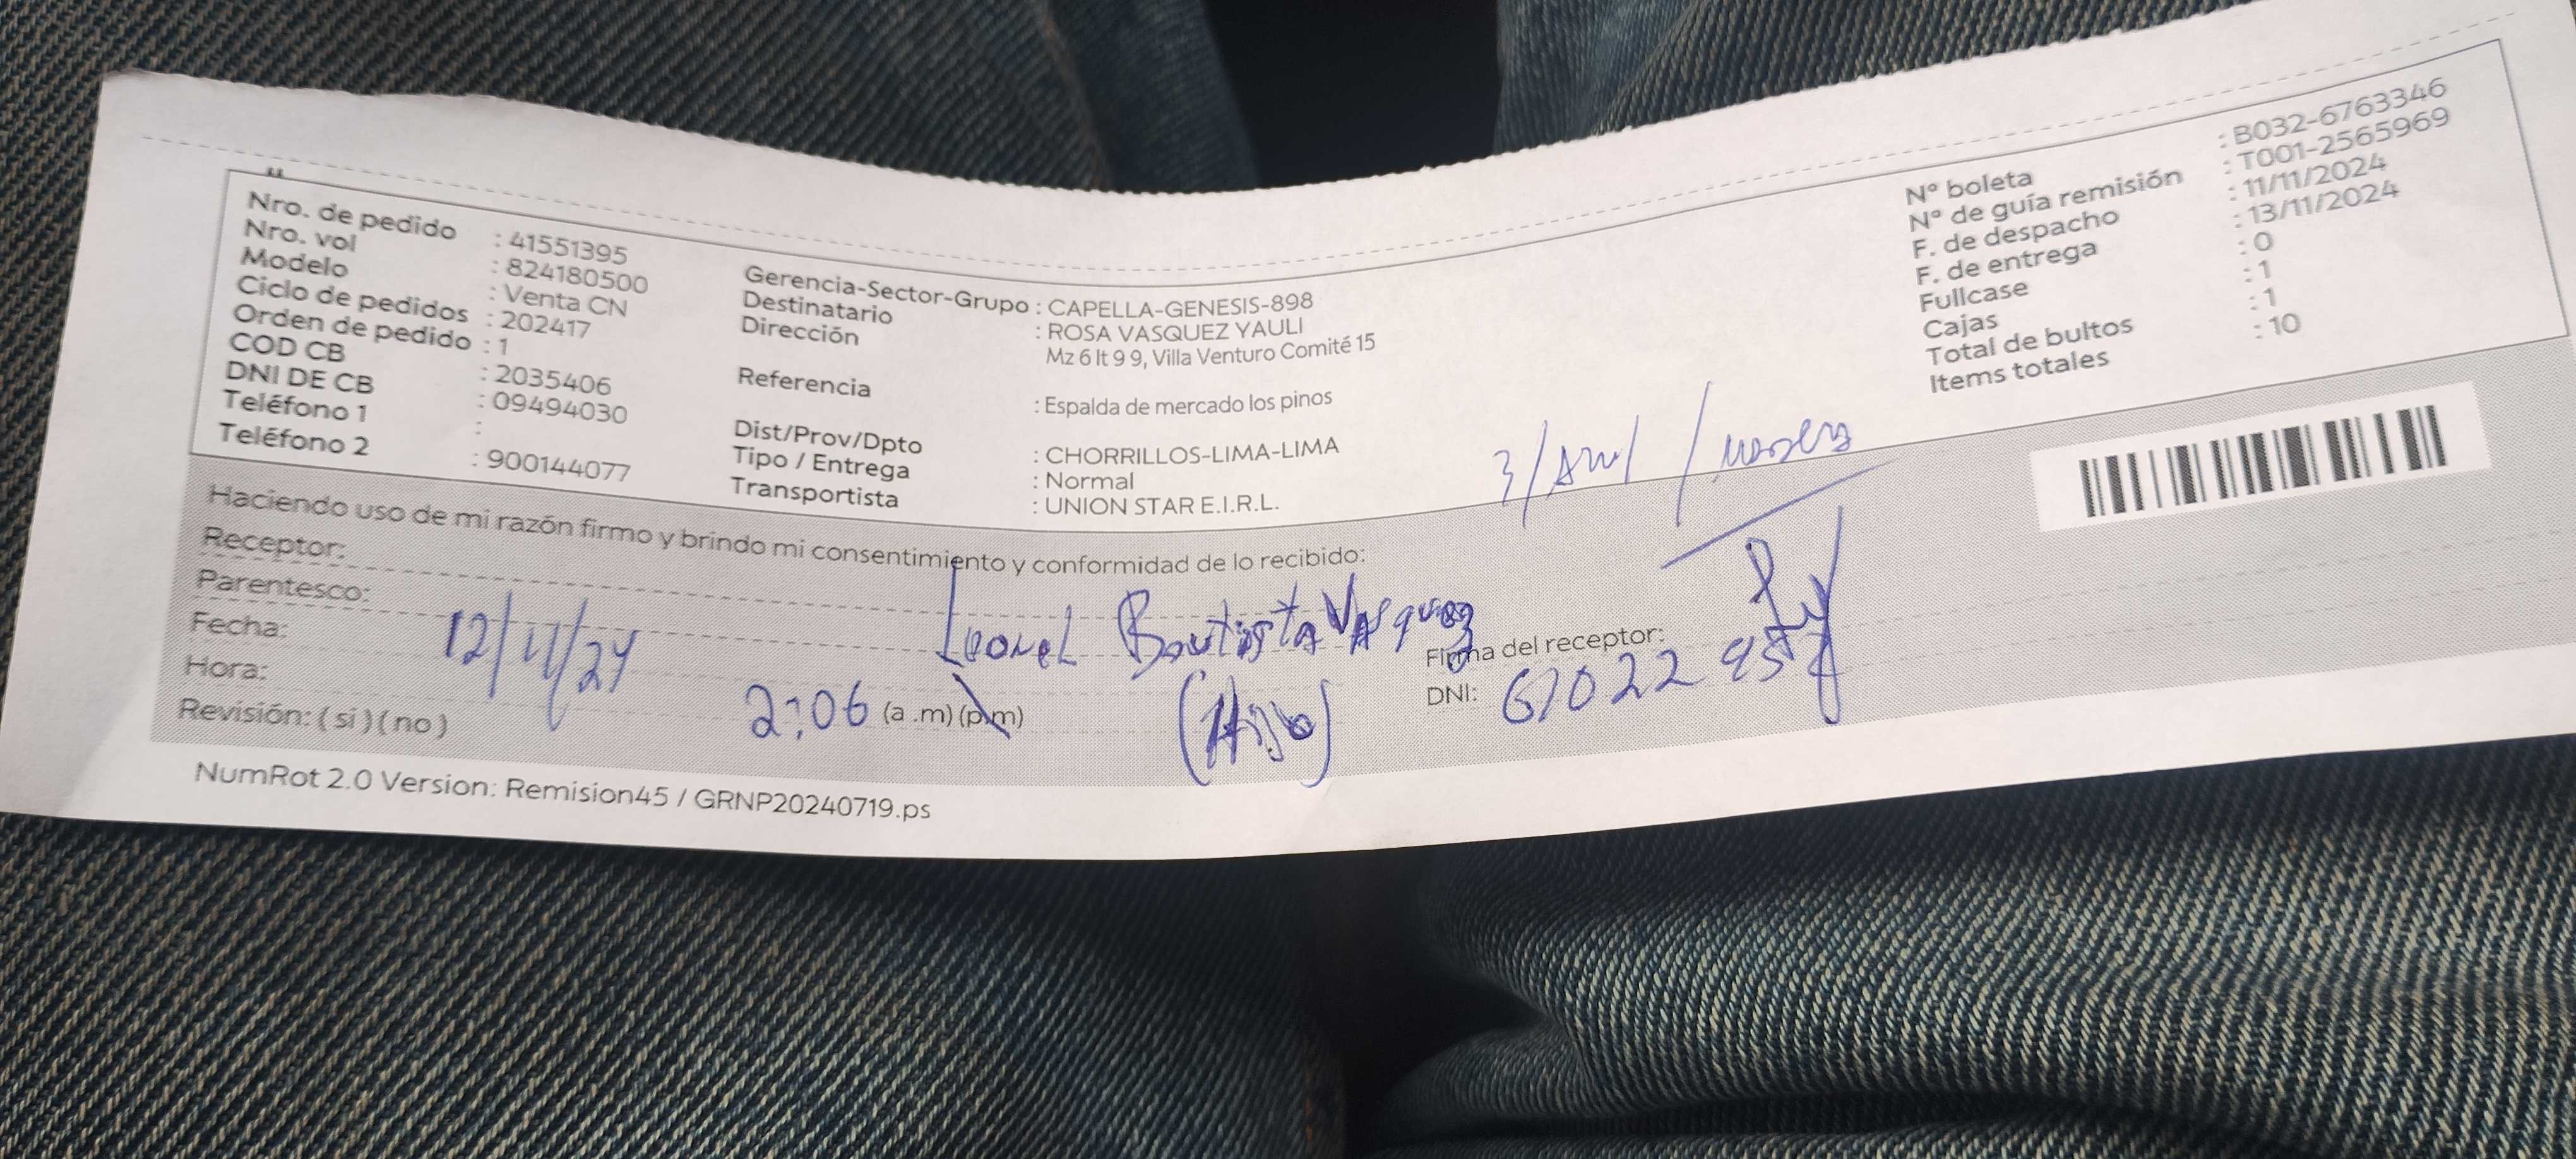 Nro. de pedido : 41551395
Nro. vol : 824180500
Modelo : Venta CN
Ciclo de pedidos : 202417
Orden de pedido : 1
COD CB : 2035406
DNI DE CB : 09494030
Teléfono 1 :
Teléfono 2 : 900144077
Gerencia-Sector-Grupo : CAPELLA-GENESIS-898
Destinatario : ROSA VASQUEZ YAULI
Dirección Mz 6 lt 9 9, Villa Venturo Comité 15
Referencia : Espalda de mercado los pinos
Dist/Prov/Dpto : CHORRILLOS-LIMA-LIMA
Tipo / Entrega : Normal
Transportista : UNION STAR E.I.R.L.
N° boleta : B032-6763346
N° de guía remisión : T001-2565969
F. de despacho : 11/11/2024
F. de entrega : 13/11/2024
Fullcase : 0
Cajas : 1
Total de bultos : 1
Items totales : 10
3/
Haciendo uso de mi razón firmo y brindo mi consentimiento y conformidad de lo recibido:
Receptor: Leonel Bautista Vasquez
Parentesco: (Hijo)
Fecha: 12/11/24
Hora: 2:06 (a .m) (p.m)
Revisión: ( si ) ( no )
Firma del receptor:
DNI: 61022
NumRot 2.0 Version: Remision45 / GRNP20240719.ps